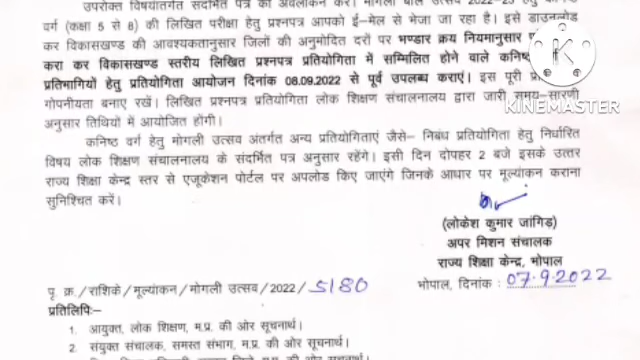 उपरोक्त विषयांतर्गत संदर्भित पत्र का अवलोकन करें। मोगली बाल उत्सव 2022-23 हेतु
वर्ग (कक्षा 5 से 8) की लिखित परीक्षा हेतु प्रश्नपत्र आपको ई–मेल से भेजा जा रहा है। इसे डाउनलोड
कर विकासखण्ड की आवश्यकतानुसार जिलों की अनुमोदित दरों पर भण्डार क्रय नियमानुसार
करा कर विकासखण्ड स्तरीय लिखित प्रश्नपत्र प्रतियोगिता में सम्मिलित होने वाले कनिष्ठ
प्रतिभागियों हेतु प्रतियोगिता आयोजन दिनांक 08.09.2022 से पूर्व उपलब्ध कराएं। इस पूरी
गोपनीयता बनाए रखें। लिखित प्रश्नपत्र प्रतियोगिता लोक शिक्षण संचालनालय द्वारा जारी समय–सारणी
अनुसार तिथियों में आयोजित होंगी।
कनिष्ठ वर्ग हेतु मोगली उत्सव अंतर्गत अन्य प्रतियोगिताएं जैसे– निबंध प्रतियोगिता हेतु निर्धारित
विषय लोक शिक्षण संचालनालय के संदर्भित पत्र अनुसार रहेंगे। इसी दिन दोपहर 2 बजे इसके उत्तर
राज्य शिक्षा केन्द्र स्तर से एजूकेशन पोर्टल पर अपलोड किए जाएंगे जिनके आधार पर मूल्यांकन कराना
सुनिश्चित करें।
(लोकेश कुमार जांगिड़)
अपर मिशन संचालक
राज्य शिक्षा केन्द्र, भोपाल
भोपाल, दिनांक : 07.9.2022
पृ. क्र./राशिके/मूल्यांकन/मोगली उत्सव/2022/5180
प्रतिलिपिः–
1. आयुक्त, लोक शिक्षण, म.प्र. की ओर सूचनार्थ।
2. संयुक्त संचालक, समस्त संभाग, म.प्र. की ओर सूचनार्थ।
KINEMASTER